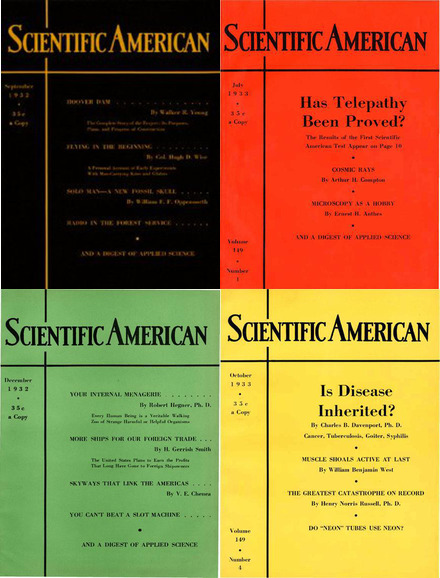 SCIENTIFIC AMERICAN
September
1932
35c
a Copy
HOOVER DAM
By Walker R. Young
The Complete Story of the Project: Its Purposes,
Plans, and Progress of Construction
FLYING IN THE BEGINNING
By Col. Hugh D. Wise
A Personal Account of Early Experiments
With Man-Carrying Kites and Gliders
SOLO MAN—A NEW FOSSIL SKULL
By William F. F. Oppenoorth
RADIO IN THE FOREST SERVICE
AND A DIGEST OF APPLIED SCIENCE
SCIENTIFIC AMERICAN
July
1933
35c
a Copy
Has Telepathy
Been Proved?
The Results of the First Scientific
American Test Appear on Page 10
COSMIC RAYS
By Arthur H. Compton
MICROSCOPY AS A HOBBY
By Ernest H. Anthes
AND A DIGEST OF APPLIED SCIENCE
Volume
149
Number
1
SCIENTIFIC AMERICAN
December
1932
35c
a Copy
YOUR INTERNAL MENAGERIE . . . . . . .
By Robert Hegner, Ph. D.
Every Human Being is a Veritable Walking
Zoo of Strange Harmful or Helpful Organisms
MORE SHIPS FOR OUR FOREIGN TRADE . . .
By H. Gerrish Smith
The United States Plans to Earn the Profits
That Long Have Gone to Foreign Shipowners
SKYWAYS THAT LINK THE AMERICAS . . . .
By V. E. Chenea
YOU CAN'T BEAT A SLOT MACHINE . . . . .
AND A DIGEST OF APPLIED SCIENCE
SCIENTIFIC AMERICAN
October
1933
35c
a Copy
Is Disease
Inherited?
By Charles B. Davenport, Ph. D.
Cancer, Tuberculosis, Goiter, Syphilis
MUSCLE SHOALS ACTIVE AT LAST
By William Benjamin West
THE GREATEST CATASTROPHE ON RECORD
By Henry Norris Russell, Ph. D.
DO "NEON" TUBES USE NEON?
Volume
149
Number
4